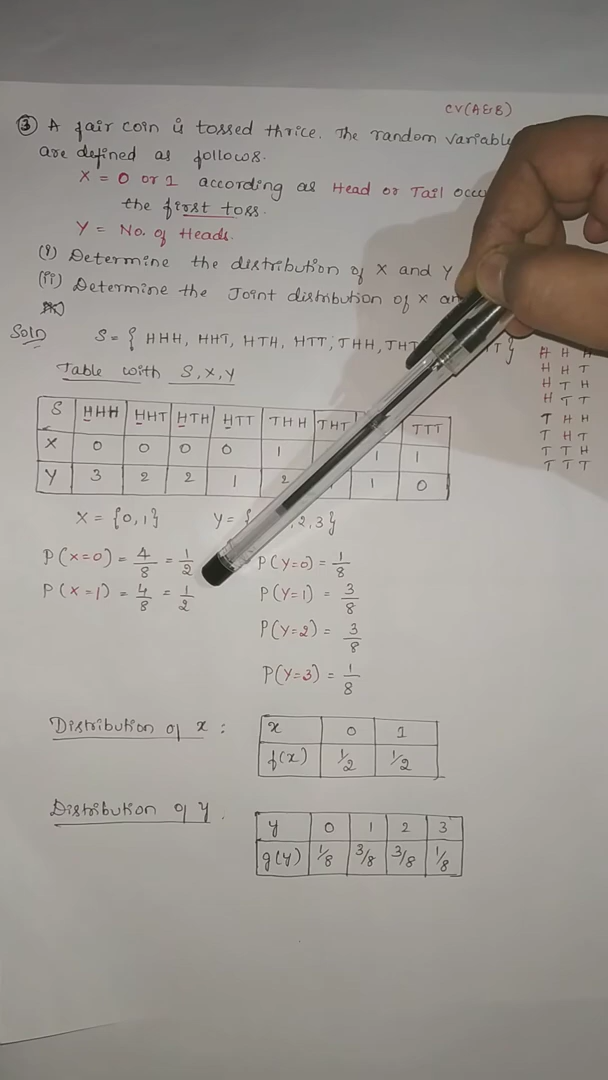 CV(A&B)
③ A fair coin is tossed thrice. The random variable
are defined as follows.
X = 0 or 1 according as Head or Tail
the first toss.
Y = No. of Heads.
(i) Determine the distribution of X and Y
(ii) Determine the Joint distribution of X
Soln S = { HHH, HHT, HTH, HTT, THH, THT }
Table with S, X, Y
S HHH HHT HTH HTT THH THT TTT
X 0 0 0 0 1 1 1
Y 3 2 2 1 2 1 0
H H H
H H T
H T H
H T T
T H H
T H T
T T H
T T T
X = {0,1} Y = { 2,3}
P(X=0) = 4/8 = 1/2 P(Y=0) = 1/8
P(X=1) = 4/8 = 1/2 P(Y=1) = 3/8
P(Y=2) = 3/8
P(Y=3) = 1/8
Distribution of x :
x 0 1
f(x) 1/2 1/2
Distribution of Y.
y 0 1 2 3
g(y) 1/8 3/8 3/8 1/8